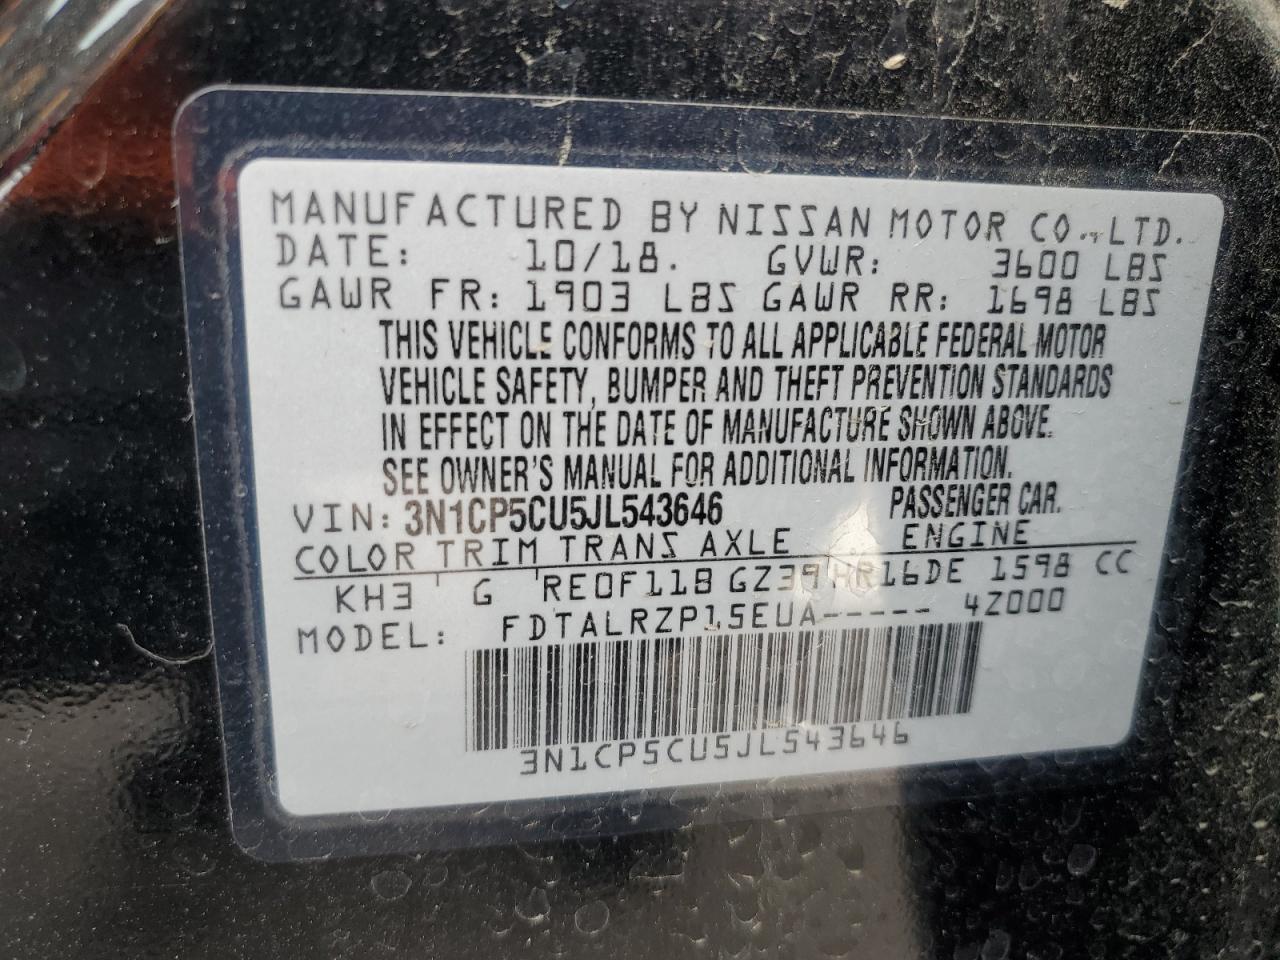 MANUFACTURED BY NISSAN MOTOR CO., LTD.
DATE: 10/18. GVWR: 3600 LBS
GAWR FR: 1903 LBS GAWR RR: 1698 LBS
THIS VEHICLE CONFORMS TO ALL APPLICABLE FEDERAL MOTOR
VEHICLE SAFETY, BUMPER AND THEFT PREVENTION STANDARDS
IN EFFECT ON THE DATE OF MANUFACTURE SHOWN ABOVE.
SEE OWNER'S MANUAL FOR ADDITIONAL INFORMATION.
VIN: 3N1CP5CU5JL543646 PASSENGER CAR.
COLOR TRIM TRANS AXLE ENGINE
KH3 G RE0F11B GZ39 HR16DE 1598 CC
MODEL: FDTALRZP15EUA----- 4Z000
3N1CP5CU5JL543646